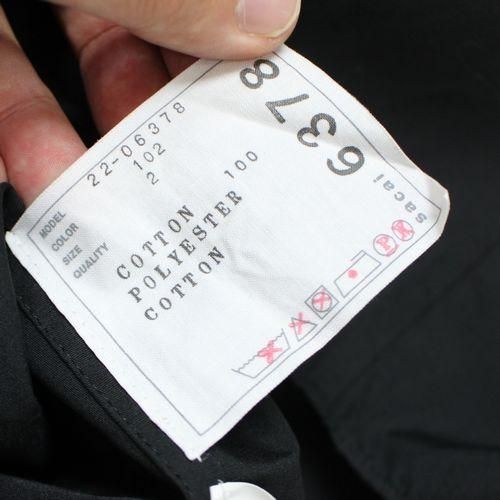 6378
MODEL 22-06378
COLOR 102
SIZE 2
QUALITY
COTTON 100
POLYESTER
COTTON
P
sacai